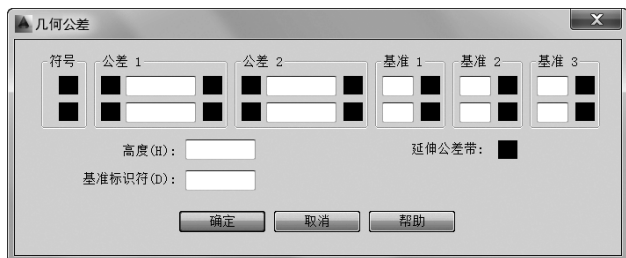 几何公差
符号 公差 1 公差 2 基准 1 基准 2 基准 3
高度(H): 延伸公差带:
基准标识符(D):
确定 取消 帮助